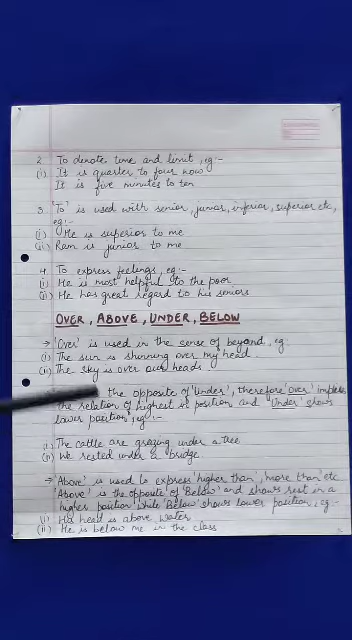 2. To denote time and limit, eg:-
(i) It is quarter to four now
It is five minutes to ten
3. 'To' is used with senior, junior, inferior, superior etc,
eg:-
(i) He is superior to me
(ii) Ram is junior to me
4. To express feelings, eg:-
(i) He is most helpful to the poor
(ii) He has great regard to his seniors
OVER, ABOVE, UNDER, BELOW
→ 'Over' is used in the sense of beyond, eg:
(i) The sun is shinning over my head
(ii) The sky is over our heads
the opposite of 'Under', therefore 'over' implies
the relation of highest in position and 'Under' shows
lower position, eg:-
(i) The cattle are grazing under a tree
(ii) We rested under a bridge.
→ 'Above' is used to express 'higher than', 'more than' etc
'Above' is the opposite of 'Below' and shows rest in a
higher position while 'Below' shows lower position, eg:-
(i) His head is above water
(ii) He is below me in the class